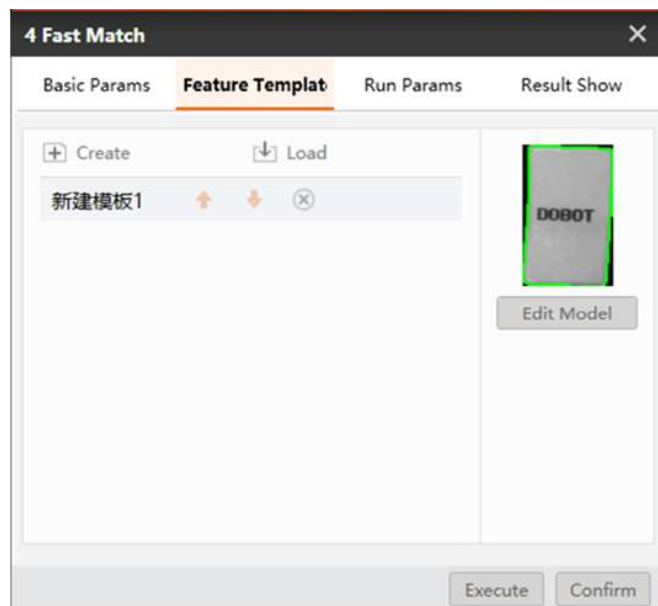 4 Fast Match
Basic Params Feature Templat Run Params Result Show
Create Load
新建模板1
DOBOT
Edit Model
Execute Confirm